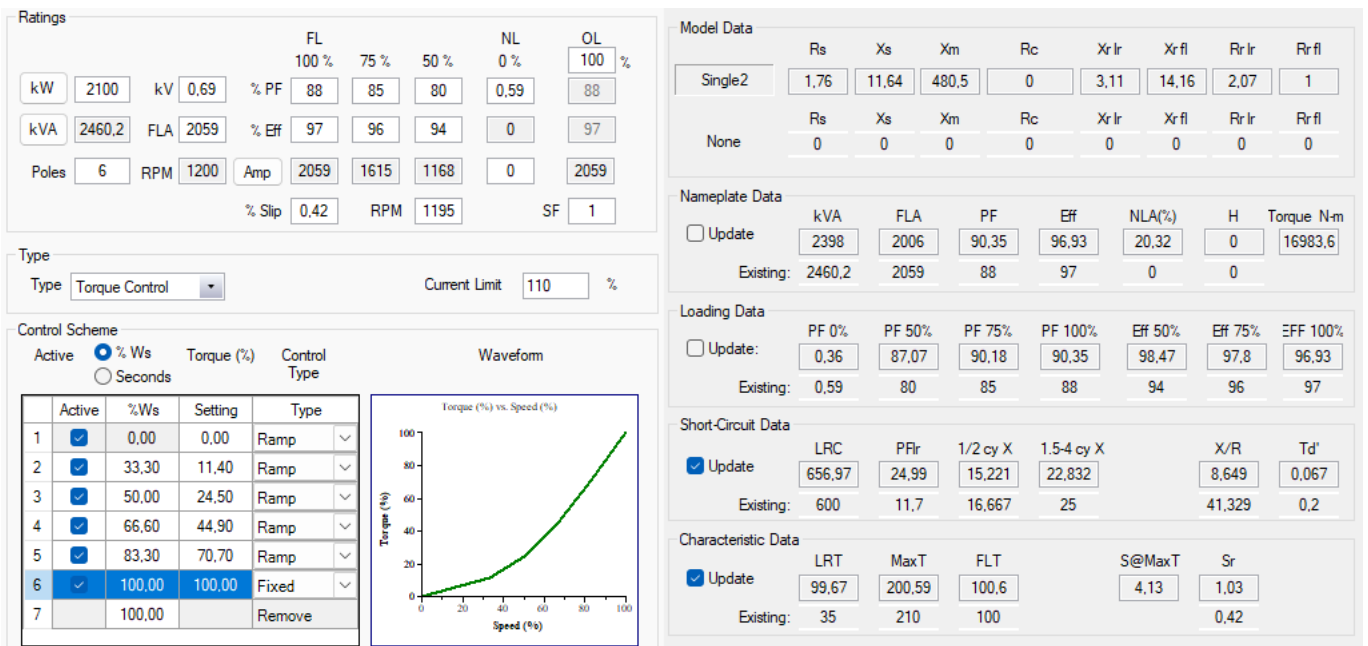 Ratings
FL NL OL
100 % 75 % 50 % 0 % 100 %
kW 2100 kV 0,69 % PF 88 85 80 0,59 88
kVA 2460,2 FLA 2059 % Eff 97 96 94 0 97
Poles 6 RPM 1200 Amp 2059 1615 1168 0 2059
% Slip 0,42 RPM 1195 SF 1
Type
Type Torque Control Current Limit 110 %
Control Scheme
Active % Ws Torque (%) Control Waveform
Seconds Type
Active %Ws Setting Type
1 0,00 0,00 Ramp
2 33,30 11,40 Ramp
3 50,00 24,50 Ramp
4 66,60 44,90 Ramp
5 83,30 70,70 Ramp
6 100,00 100,00 Fixed
7 100,00 Remove
Torque (%) vs. Speed (%)
100
80
60
40
20
0
Torque (%)
0 20 40 60 80 100
Speed (%)
Model Data
Rs Xs Xm Rc Xr lr Xr fl Rr lr Rr fl
Single2 1,76 11,64 480,5 0 3,11 14,16 2,07 1
Rs Xs Xm Rc Xr lr Xr fl Rr lr Rr fl
None 0 0 0 0 0 0 0 0
Nameplate Data
kVA FLA PF Eff NLA(%) H Torque N-m
Update 2398 2006 90,35 96,93 20,32 0 16983,6
Existing: 2460,2 2059 88 97 0 0
Loading Data
PF 0% PF 50% PF 75% PF 100% Eff 50% Eff 75% EFF 100%
Update: 0,36 87,07 90,18 90,35 98,47 97,8 96,93
Existing: 0,59 80 85 88 94 96 97
Short-Circuit Data
LRC PFlr 1/2 cy X 1.5-4 cy X X/R Td'
Update 656,97 24,99 15,221 22,832 8,649 0,067
Existing: 600 11,7 16,667 25 41,329 0,2
Characteristic Data
LRT MaxT FLT S@MaxT Sr
Update 99,67 200,59 100,6 4,13 1,03
Existing: 35 210 100 0,42